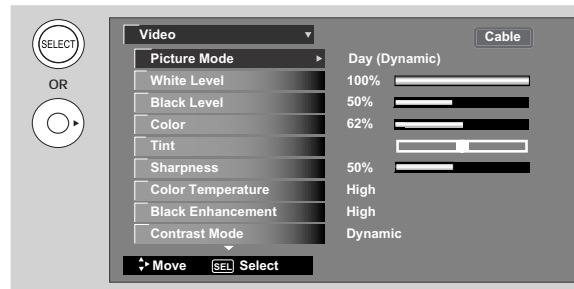 SELECT
OR
Video
Cable
Picture Mode Day (Dynamic)
White Level 100%
Black Level 50%
Color 62%
Tint
Sharpness 50%
Color Temperature High
Black Enhancement High
Contrast Mode Dynamic
Move SEL Select